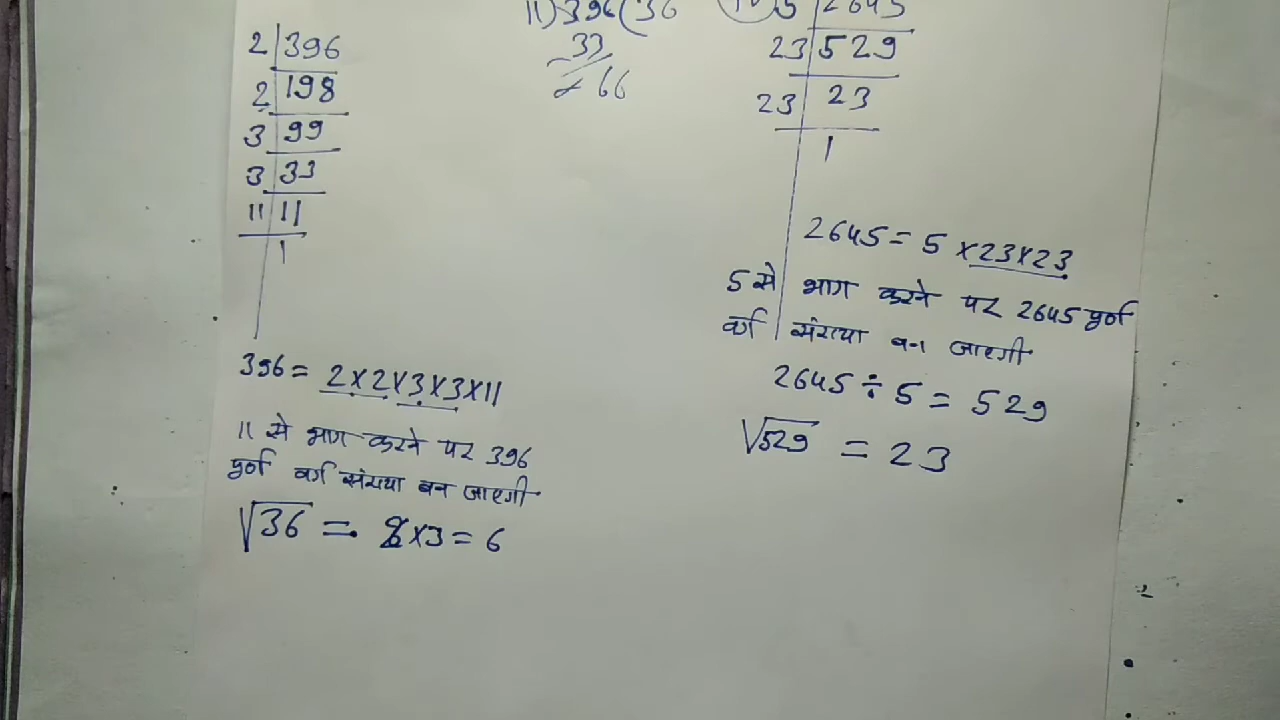 2 | 396
2 | 198
3 | 99
3 | 33
11 | 11
1
396 = 2×2×3×3×11
11 से भाग करने पर 396
पुर्ण वर्ग संख्या बन जाएगी
√36 = 2×3 = 6
11)396(36
33
× 66
5 | 2645
23 | 529
23 | 23
1
2645 = 5 ×23×23
5 से भाग करने पर 2645 पुर्ण
वर्ग संख्या बन जाएगी
2645 ÷ 5 = 529
√529 = 23